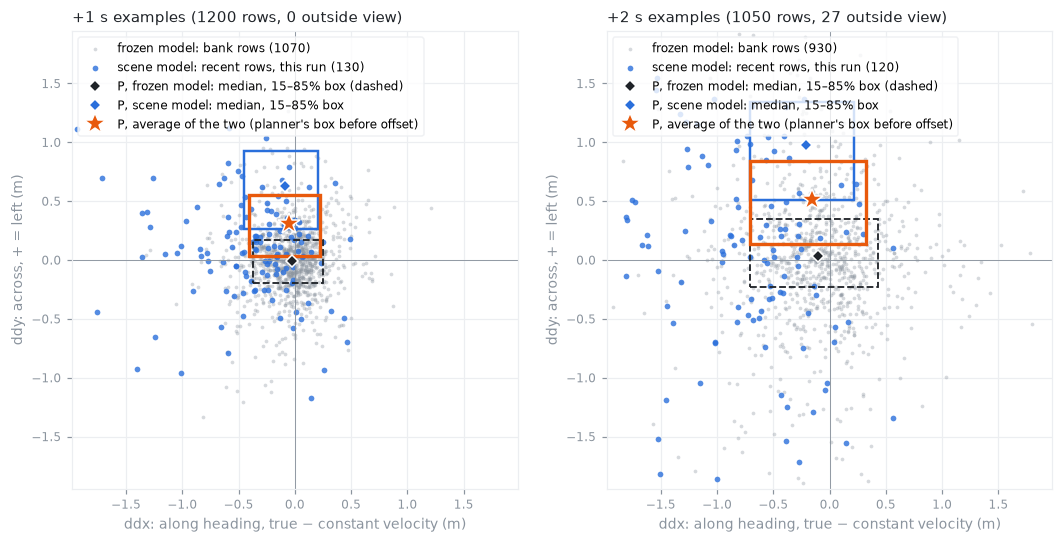 +1 s examples (1200 rows, 0 outside view)
frozen model: bank rows (1070)
scene model: recent rows, this run (130)
P, frozen model: median, 15–85% box (dashed)
P, scene model: median, 15–85% box
P, average of the two (planner's box before offset)
1.5
1.0
0.5
0.0
−0.5
−1.0
−1.5
ddy: across, + = left (m)
−1.5
−1.0
−0.5
0.0
0.5
1.0
1.5
ddx: along heading, true − constant velocity (m)
+2 s examples (1050 rows, 27 outside view)
frozen model: bank rows (930)
scene model: recent rows, this run (120)
P, frozen model: median, 15–85% box (dashed)
P, scene model: median, 15–85% box
P, average of the two (planner's box before offset)
1.5
1.0
0.5
0.0
−0.5
−1.0
−1.5
ddy: across, + = left (m)
−1.5
−1.0
−0.5
0.0
0.5
1.0
1.5
ddx: along heading, true − constant velocity (m)